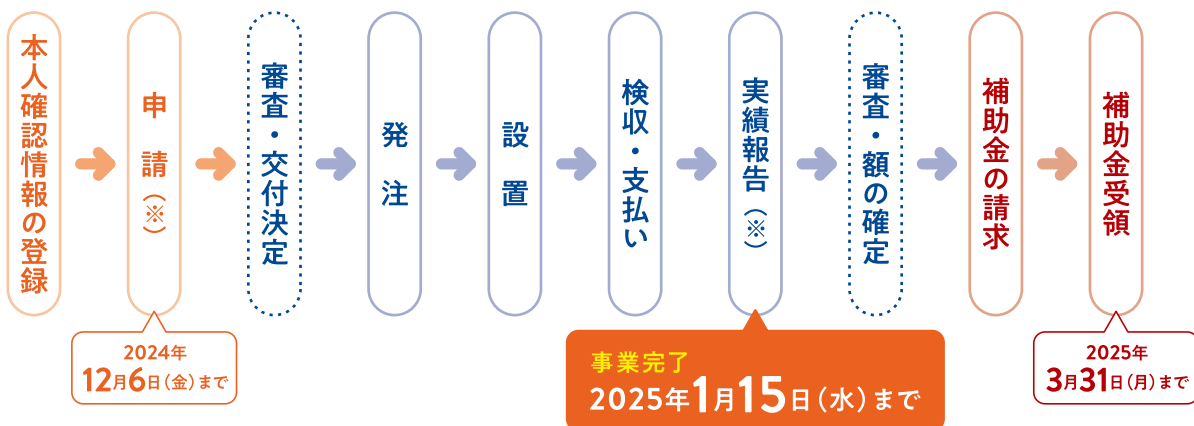 本人確認情報の登録
申請(※)
審査・交付決定
発注
設置
検収・支払い
実績報告(※)
審査・額の確定
補助金の請求
補助金受領
2024年
12月6日(金)まで
事業完了
2025年1月15日(水)まで
2025年
3月31日(月)まで